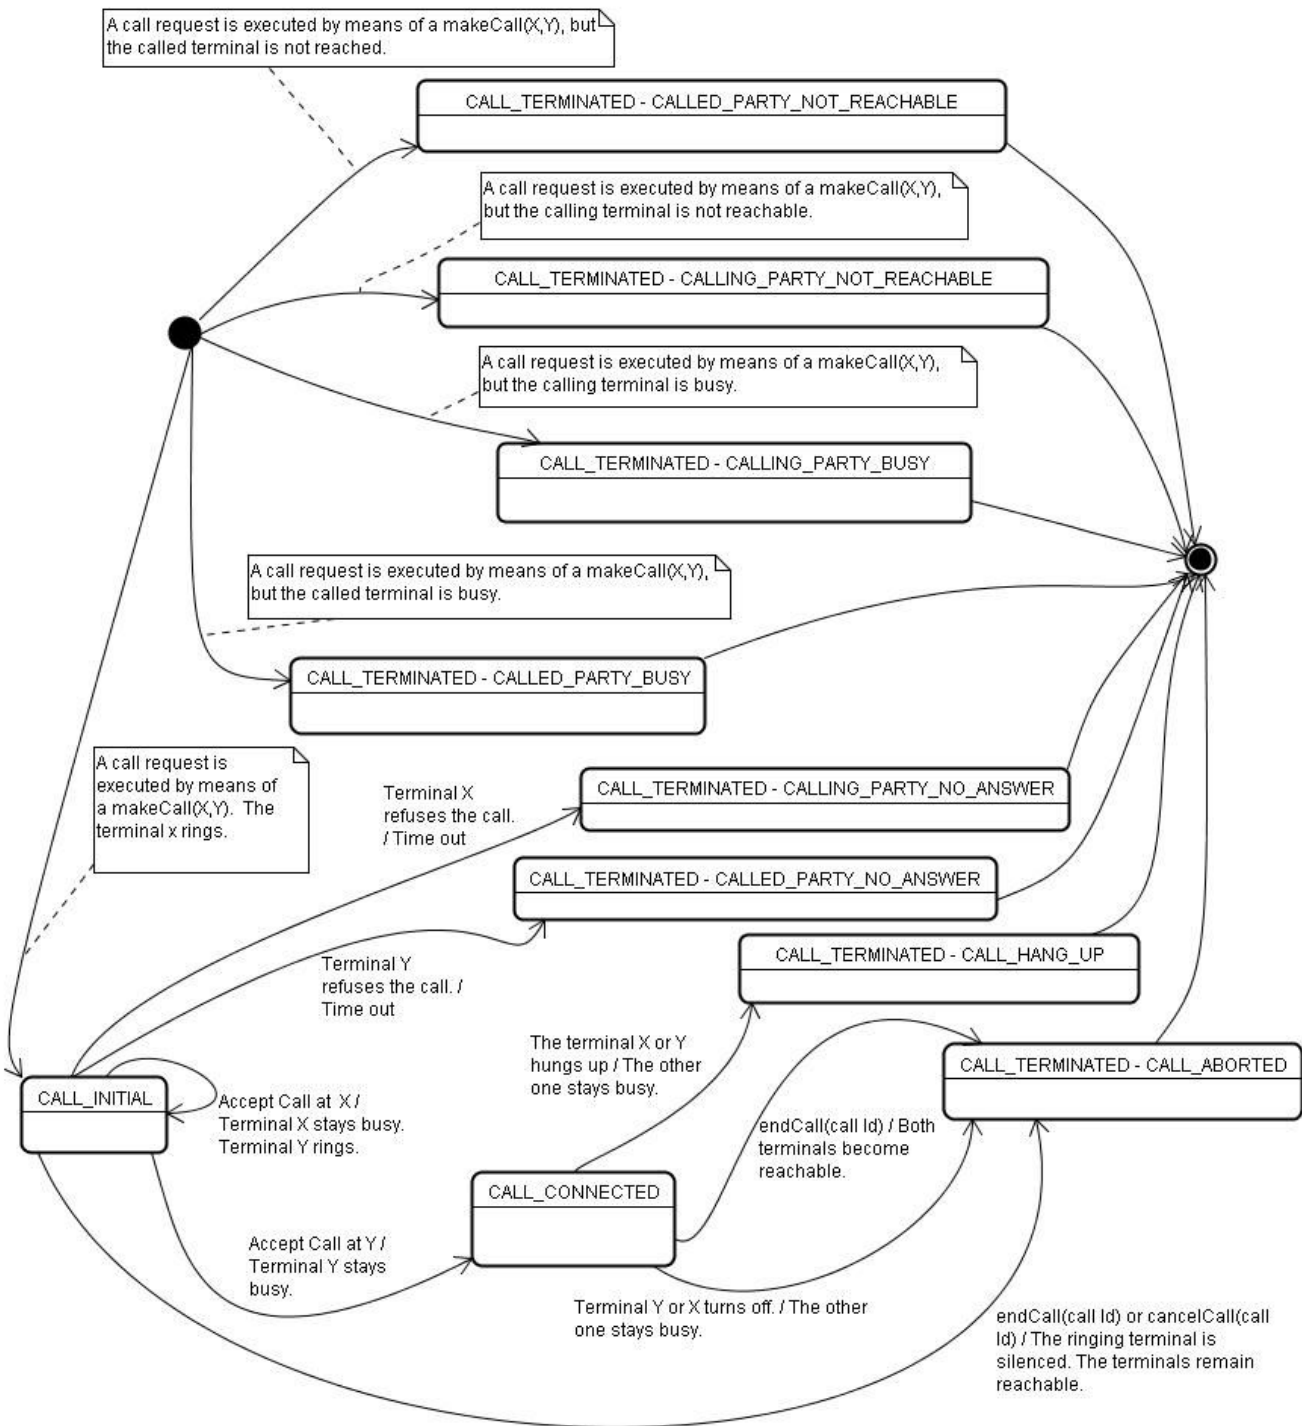 A call request is executed by means of a makeCall(X,Y), but
the called terminal is not reached.
CALL_TERMINATED - CALLED_PARTY_NOT_REACHABLE
A call request is executed by means of a makeCall(X,Y),
but the calling terminal is not reachable.
CALL_TERMINATED - CALLING_PARTY_NOT_REACHABLE
A call request is executed by means of a makeCall(X,Y),
but the calling terminal is busy.
CALL_TERMINATED - CALLING_PARTY_BUSY
A call request is executed by means of a makeCall(X,Y),
but the called terminal is busy.
CALL_TERMINATED - CALLED_PARTY_BUSY
A call request is
executed by means of
a makeCall(X,Y). The
terminal x rings.
Terminal X
refuses the call.
/ Time out
CALL_TERMINATED - CALLING_PARTY_NO_ANSWER
CALL_TERMINATED - CALLED_PARTY_NO_ANSWER
Terminal Y
refuses the call. /
Time out
CALL_TERMINATED - CALL_HANG_UP
The terminal X or Y
hungs up / The other
one stays busy.
CALL_TERMINATED - CALL_ABORTED
CALL_INITIAL
Accept Call at X /
Terminal X stays busy.
Terminal Y rings.
endCall(call Id) / Both
terminals become
reachable.
CALL_CONNECTED
Accept Call at Y /
Terminal Y stays
busy.
Terminal Y or X turns off. / The other
one stays busy.
endCall(call Id) or cancelCall(call
Id) / The ringing terminal is
silenced. The terminals remain
reachable.